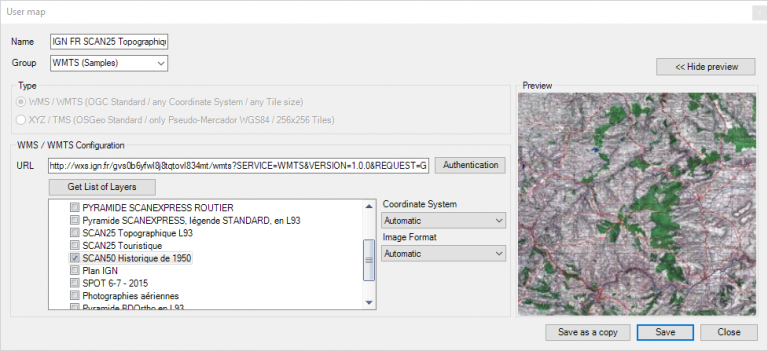 User map
Name
IGN FR SCAN25 Topographiqu
Group
WMTS (Samples)
<< Hide preview
Type
WMS / WMTS (OGC Standard / any Coordinate System / any Tile size)
XYZ / TMS (OSGeo Standard / only Pseudo-Mercador WGS84 / 256x256 Tiles)
WMS / WMTS Configuration
URL
http://wxs.ign.fr/gvs0b6yfwl8j8tqtovl834mt/wmts?SERVICE=WMTS&VERSION=1.0.0&REQUEST=G
Authentication
Get List of Layers
PYRAMIDE SCANEXPRESS ROUTIER
Pyramide SCANEXPRESS, légende STANDARD, en L93
SCAN25 Topographique L93
SCAN25 Touristique
SCAN50 Historique de 1950
Plan IGN
SPOT 6-7 - 2015
Photographies aériennes
Pyramide BDOrtho en L93
Coordinate System
Automatic
Image Format
Automatic
Preview
Save as a copy
Save
Close